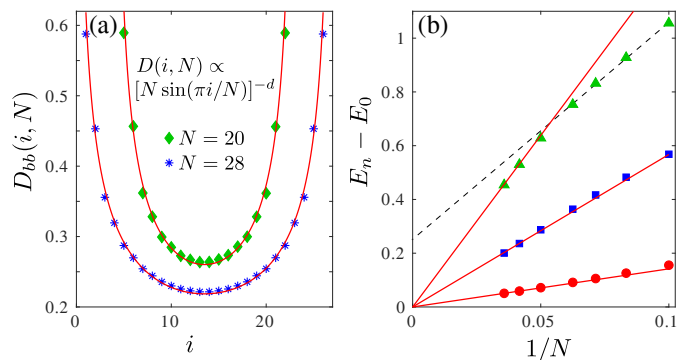 (a)
D(i, N) ∝
[N sin(πi/N)]^{-d}
N = 20
N = 28
D_{bb}(i, N)
0.6
0.5
0.4
0.3
0.2
0
10
20
i
(b)
E_n − E_0
1
0.8
0.6
0.4
0.2
0
0
0.05
0.1
1/N